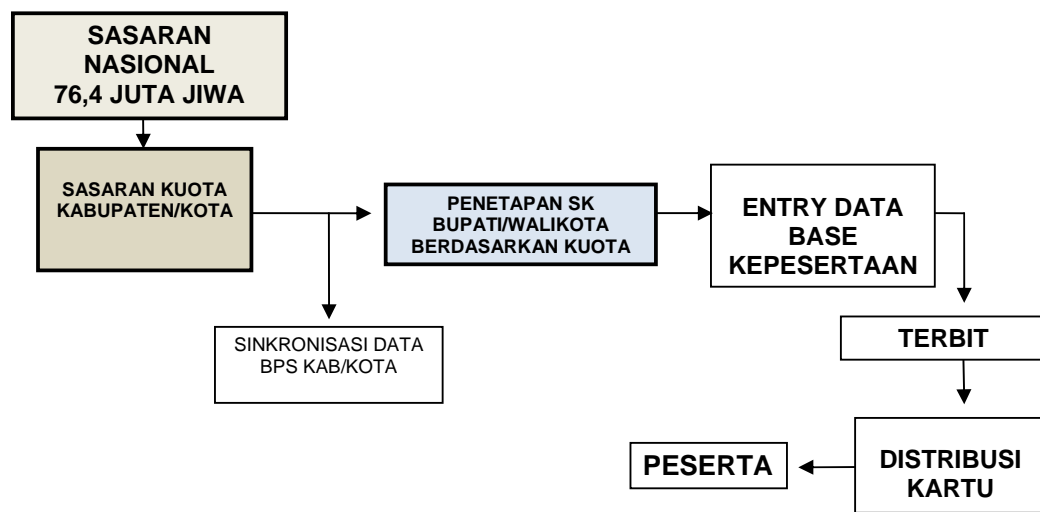 SASARAN
NASIONAL
76,4 JUTA JIWA
SASARAN KUOTA
KABUPATEN/KOTA
PENETAPAN SK
BUPATI/WALIKOTA
BERDASARKAN KUOTA
ENTRY DATA
BASE
KEPESERTAAN
SINKRONISASI DATA
BPS KAB/KOTA
TERBIT
DISTRIBUSI
KARTU
PESERTA